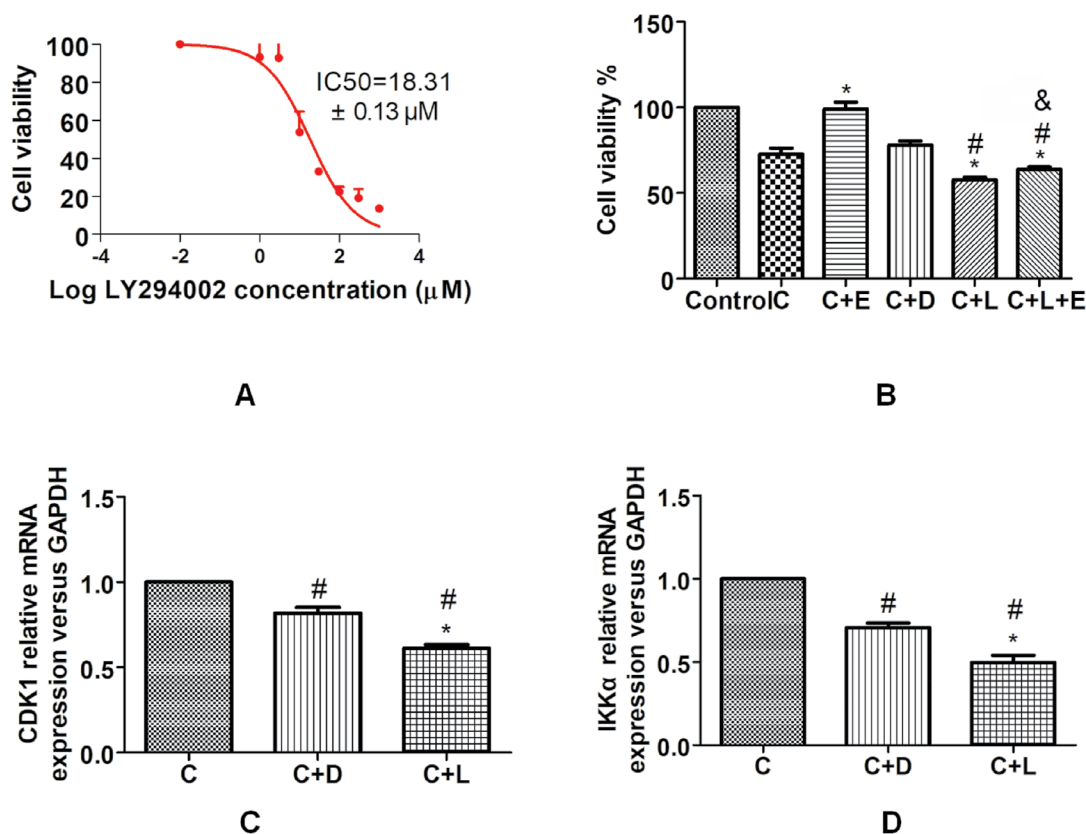 Cell viability
100
80
60
40
20
0
-4
-2
0
2
4
IC50=18.31
± 0.13 µM
Log LY294002 concentration (µM)
A
Cell viability %
150
100
50
0
*
#
*
&
#
*
Control
C
C+E
C+D
C+L
C+L+E
B
CDK1 relative mRNA
expression versus GAPDH
1.5
1.0
0.5
0.0
#
#
*
C
C+D
C+L
C
IKKα relative mRNA
expression versus GAPDH
1.5
1.0
0.5
0.0
#
#
*
C
C+D
C+L
D